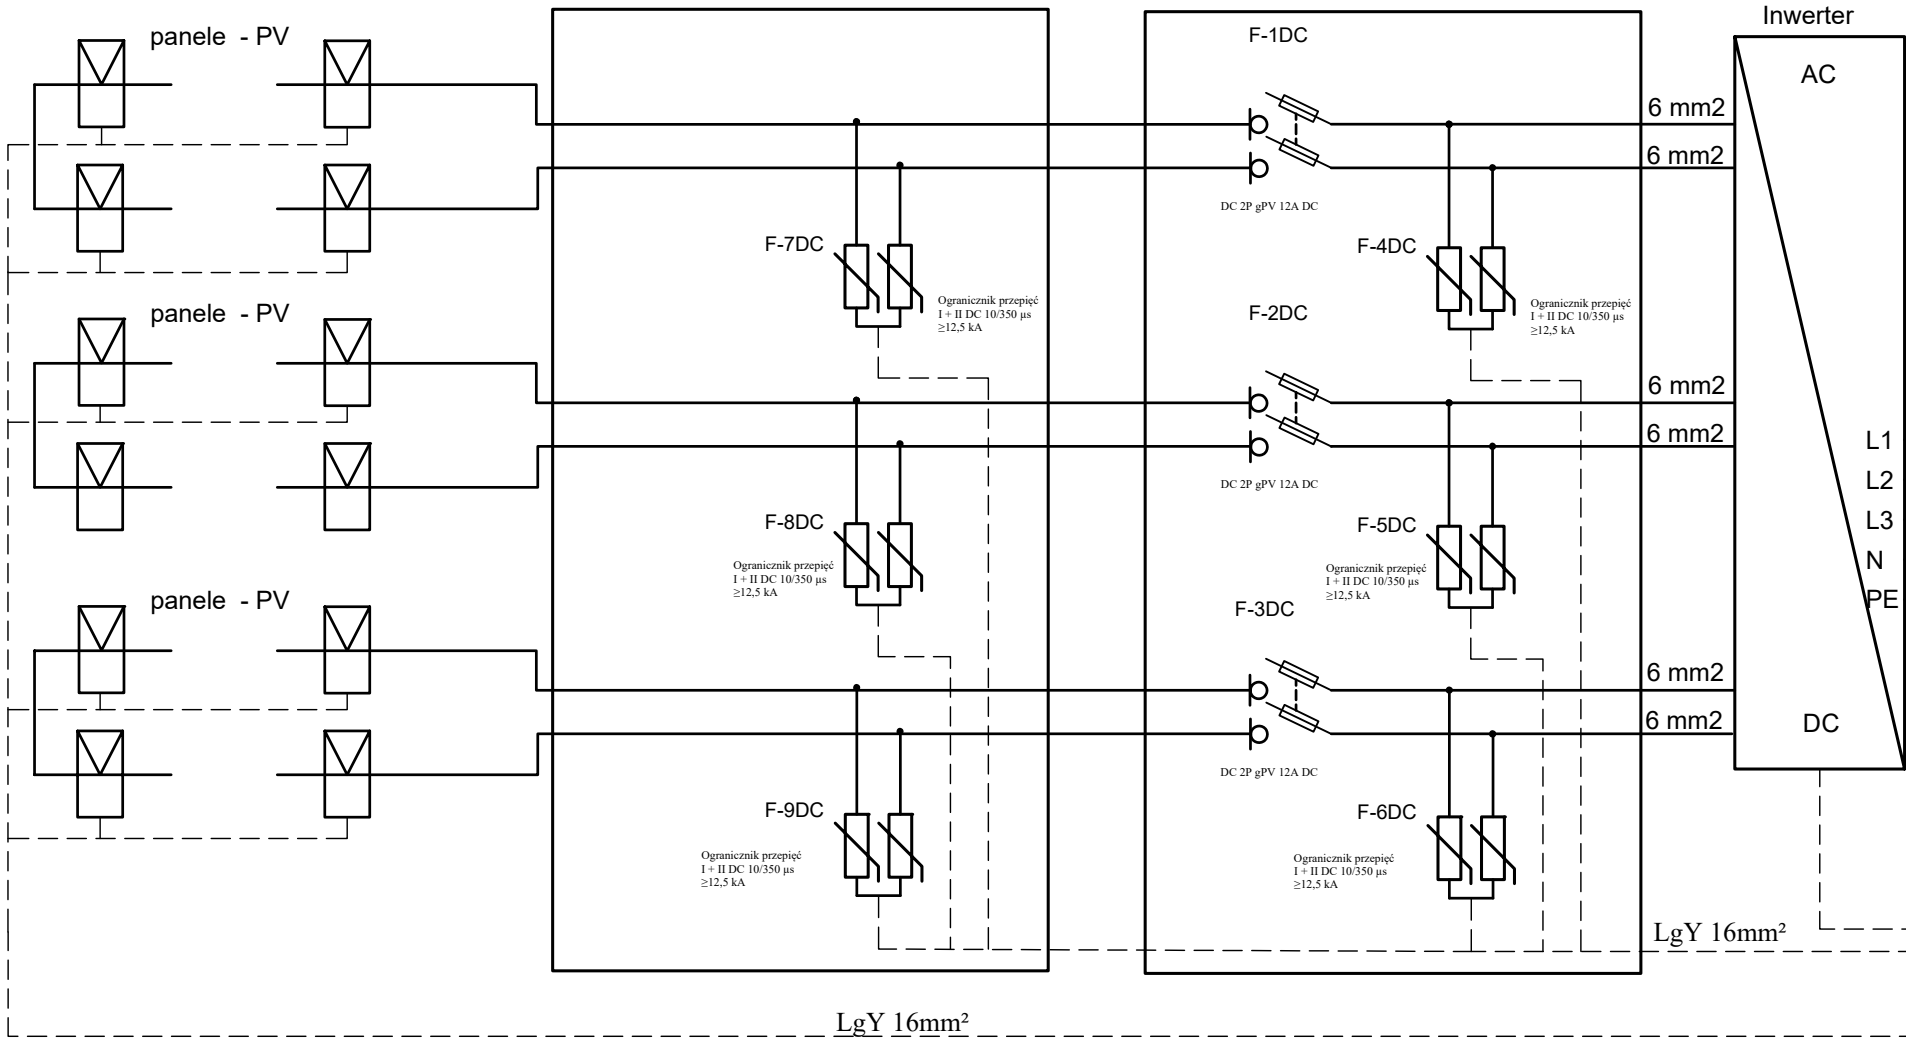 Inwerter
panele - PV
F-1DC
AC
6 mm2
6 mm2
DC 2P gPV 12A DC
F-7DC
F-4DC
Ogranicznik przepięć
I + II DC 10/350 µs
≥12,5 kA
Ogranicznik przepięć
I + II DC 10/350 µs
≥12,5 kA
panele - PV
F-2DC
6 mm2
6 mm2
L1
L2
L3
N
PE
DC 2P gPV 12A DC
F-8DC
F-5DC
Ogranicznik przepięć
I + II DC 10/350 µs
≥12,5 kA
Ogranicznik przepięć
I + II DC 10/350 µs
≥12,5 kA
panele - PV
F-3DC
6 mm2
6 mm2
DC
DC 2P gPV 12A DC
F-9DC
F-6DC
Ogranicznik przepięć
I + II DC 10/350 µs
≥12,5 kA
Ogranicznik przepięć
I + II DC 10/350 µs
≥12,5 kA
LgY 16mm²
LgY 16mm²